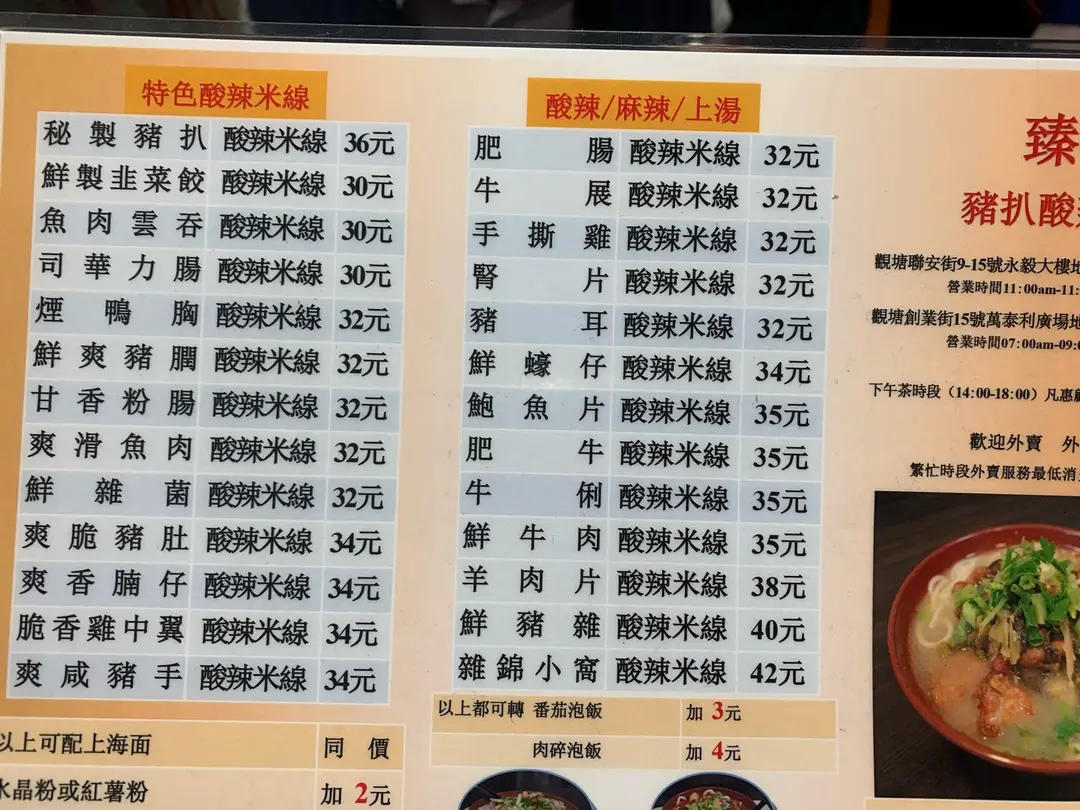 特色酸辣米線
秘製豬扒 酸辣米線 36元
鮮製韭菜餃 酸辣米線 30元
魚肉雲吞 酸辣米線 30元
司華力腸 酸辣米線 30元
煙鴨胸 酸辣米線 32元
鮮爽豬膶 酸辣米線 32元
甘香粉腸 酸辣米線 32元
爽滑魚肉 酸辣米線 32元
鮮雜菌 酸辣米線 32元
爽脆豬肚 酸辣米線 34元
爽香腩仔 酸辣米線 34元
脆香雞中翼 酸辣米線 34元
爽咸豬手 酸辣米線 34元
以上可配上海面 同價
水晶粉或紅薯粉 加 2元
酸辣/麻辣/上湯
肥腸 酸辣米線 32元
牛展 酸辣米線 32元
手撕雞 酸辣米線 32元
腎片 酸辣米線 32元
豬耳 酸辣米線 32元
鮮蠔仔 酸辣米線 34元
鮑魚片 酸辣米線 35元
肥牛 酸辣米線 35元
牛脷 酸辣米線 35元
鮮牛肉 酸辣米線 35元
羊肉片 酸辣米線 38元
鮮豬雜 酸辣米線 40元
雜錦小窩 酸辣米線 42元
以上都可轉 番茄泡飯 加 3元
肉碎泡飯 加 4元
臻
豬扒酸
觀塘聯安街9-15號永毅大樓地
營業時間11:00am-11:
觀塘創業街15號萬泰利廣場地
營業時間07:00am-09:0
下午茶時段（14:00-18:00）凡惠顧
歡迎外賣 外
繁忙時段外賣服務最低消